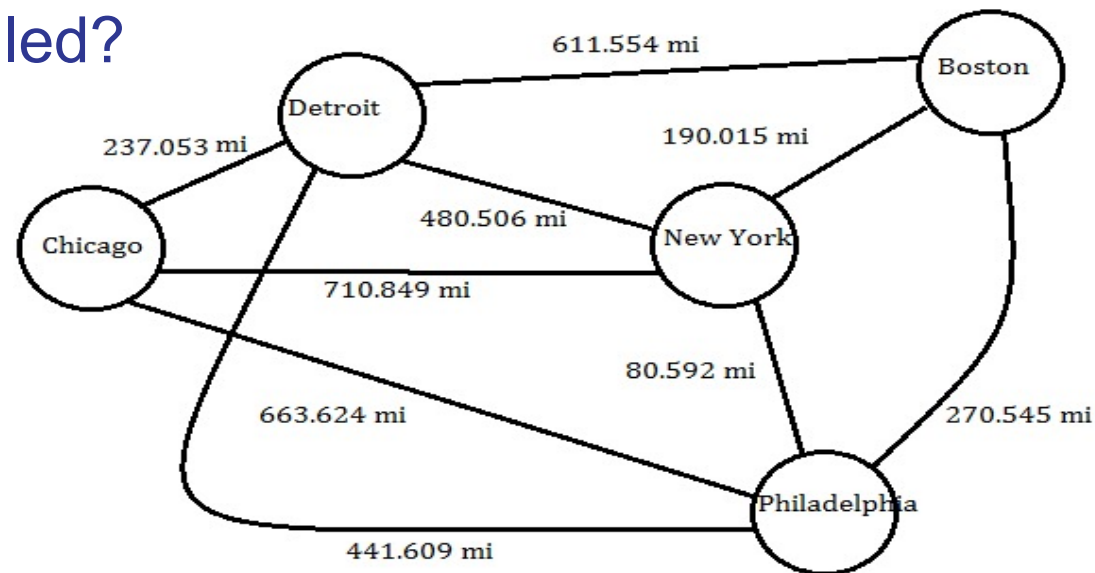 led?
611.554 mi
Boston
Detroit
190.015 mi
237.053 mi
480.506 mi
New York
Chicago
710.849 mi
80.592 mi
663.624 mi
270.545 mi
Philadelphia
441.609 mi